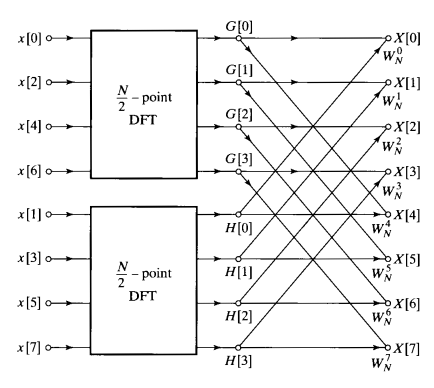 x[0]
x[2]
x[4]
x[6]
x[1]
x[3]
x[5]
x[7]
N/2 - point
DFT
N/2 - point
DFT
G[0]
G[1]
G[2]
G[3]
H[0]
H[1]
H[2]
H[3]
X[0]
W_N^0
X[1]
W_N^1
X[2]
W_N^2
X[3]
W_N^3
X[4]
W_N^4
X[5]
W_N^5
X[6]
W_N^6
X[7]
W_N^7